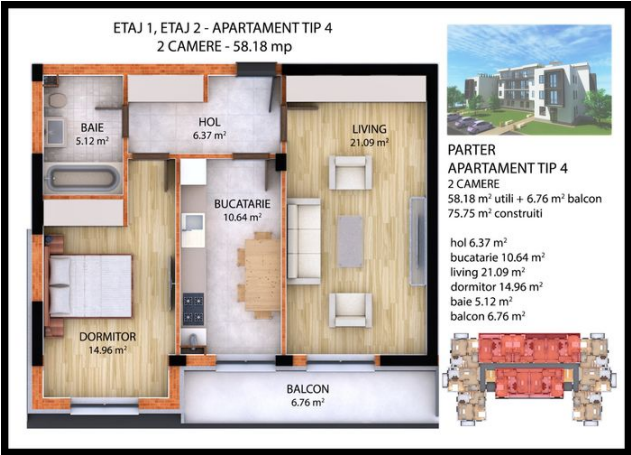 ETAJ 1, ETAJ 2 - APARTAMENT TIP 4
2 CAMERE - 58.18 mp
BAIE
5.12 m²
HOL
6.37 m²
LIVING
21.09 m²
BUCATARIE
10.64 m²
DORMITOR
14.96 m²
BALCON
6.76 m²
PARTER
APARTAMENT TIP 4
2 CAMERE
58.18 m² utili + 6.76 m² balcon
75.75 m² construiti
hol 6.37 m²
bucatarie 10.64 m²
living 21.09 m²
dormitor 14.96 m²
baie 5.12 m²
balcon 6.76 m²